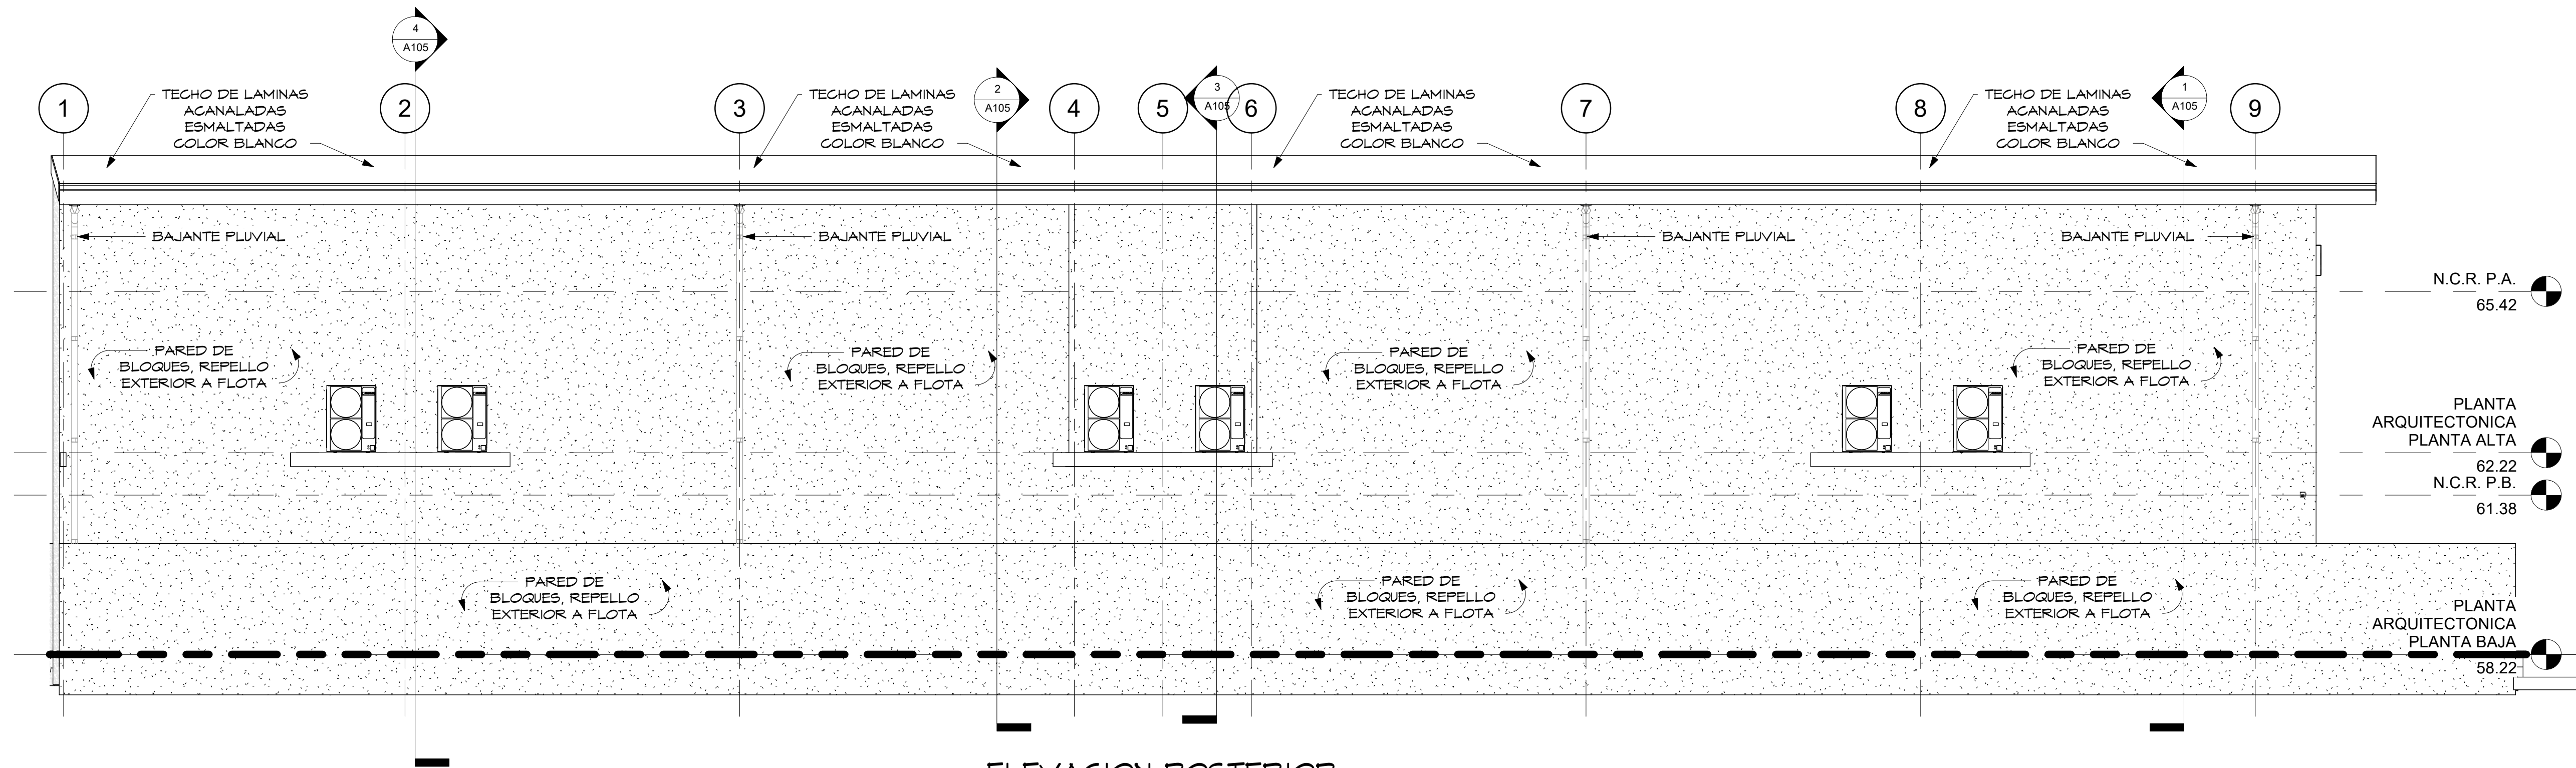 4
A105
2
A105
3
A105
1
A105
1
2
3
4
5
6
7
8
9
TECHO DE LAMINAS
ACANALADAS
ESMALTADAS
COLOR BLANCO
TECHO DE LAMINAS
ACANALADAS
ESMALTADAS
COLOR BLANCO
TECHO DE LAMINAS
ACANALADAS
ESMALTADAS
COLOR BLANCO
TECHO DE LAMINAS
ACANALADAS
ESMALTADAS
COLOR BLANCO
BAJANTE PLUVIAL
BAJANTE PLUVIAL
BAJANTE PLUVIAL
BAJANTE PLUVIAL
N.C.R. P.A.
65.42
PARED DE
BLOQUES, REPELLO
EXTERIOR A FLOTA
PARED DE
BLOQUES, REPELLO
EXTERIOR A FLOTA
PARED DE
BLOQUES, REPELLO
EXTERIOR A FLOTA
PARED DE
BLOQUES, REPELLO
EXTERIOR A FLOTA
PLANTA
ARQUITECTONICA
PLANTA ALTA
62.22
N.C.R. P.B.
61.38
PARED DE
BLOQUES, REPELLO
EXTERIOR A FLOTA
PARED DE
BLOQUES, REPELLO
EXTERIOR A FLOTA
PARED DE
BLOQUES, REPELLO
EXTERIOR A FLOTA
PLANTA
ARQUITECTONICA
PLANTA BAJA
58.22
ELEVACION POSTERIOR